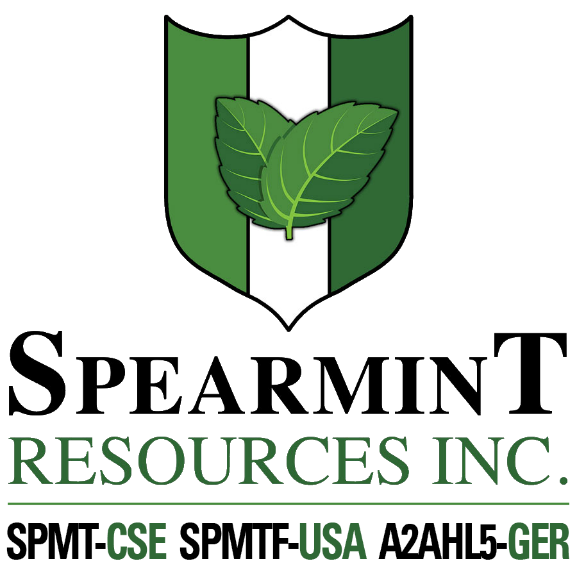 SPEARMINT
RESOURCES INC.
SPMT-CSE SPMTF-USA A2AHL5-GER